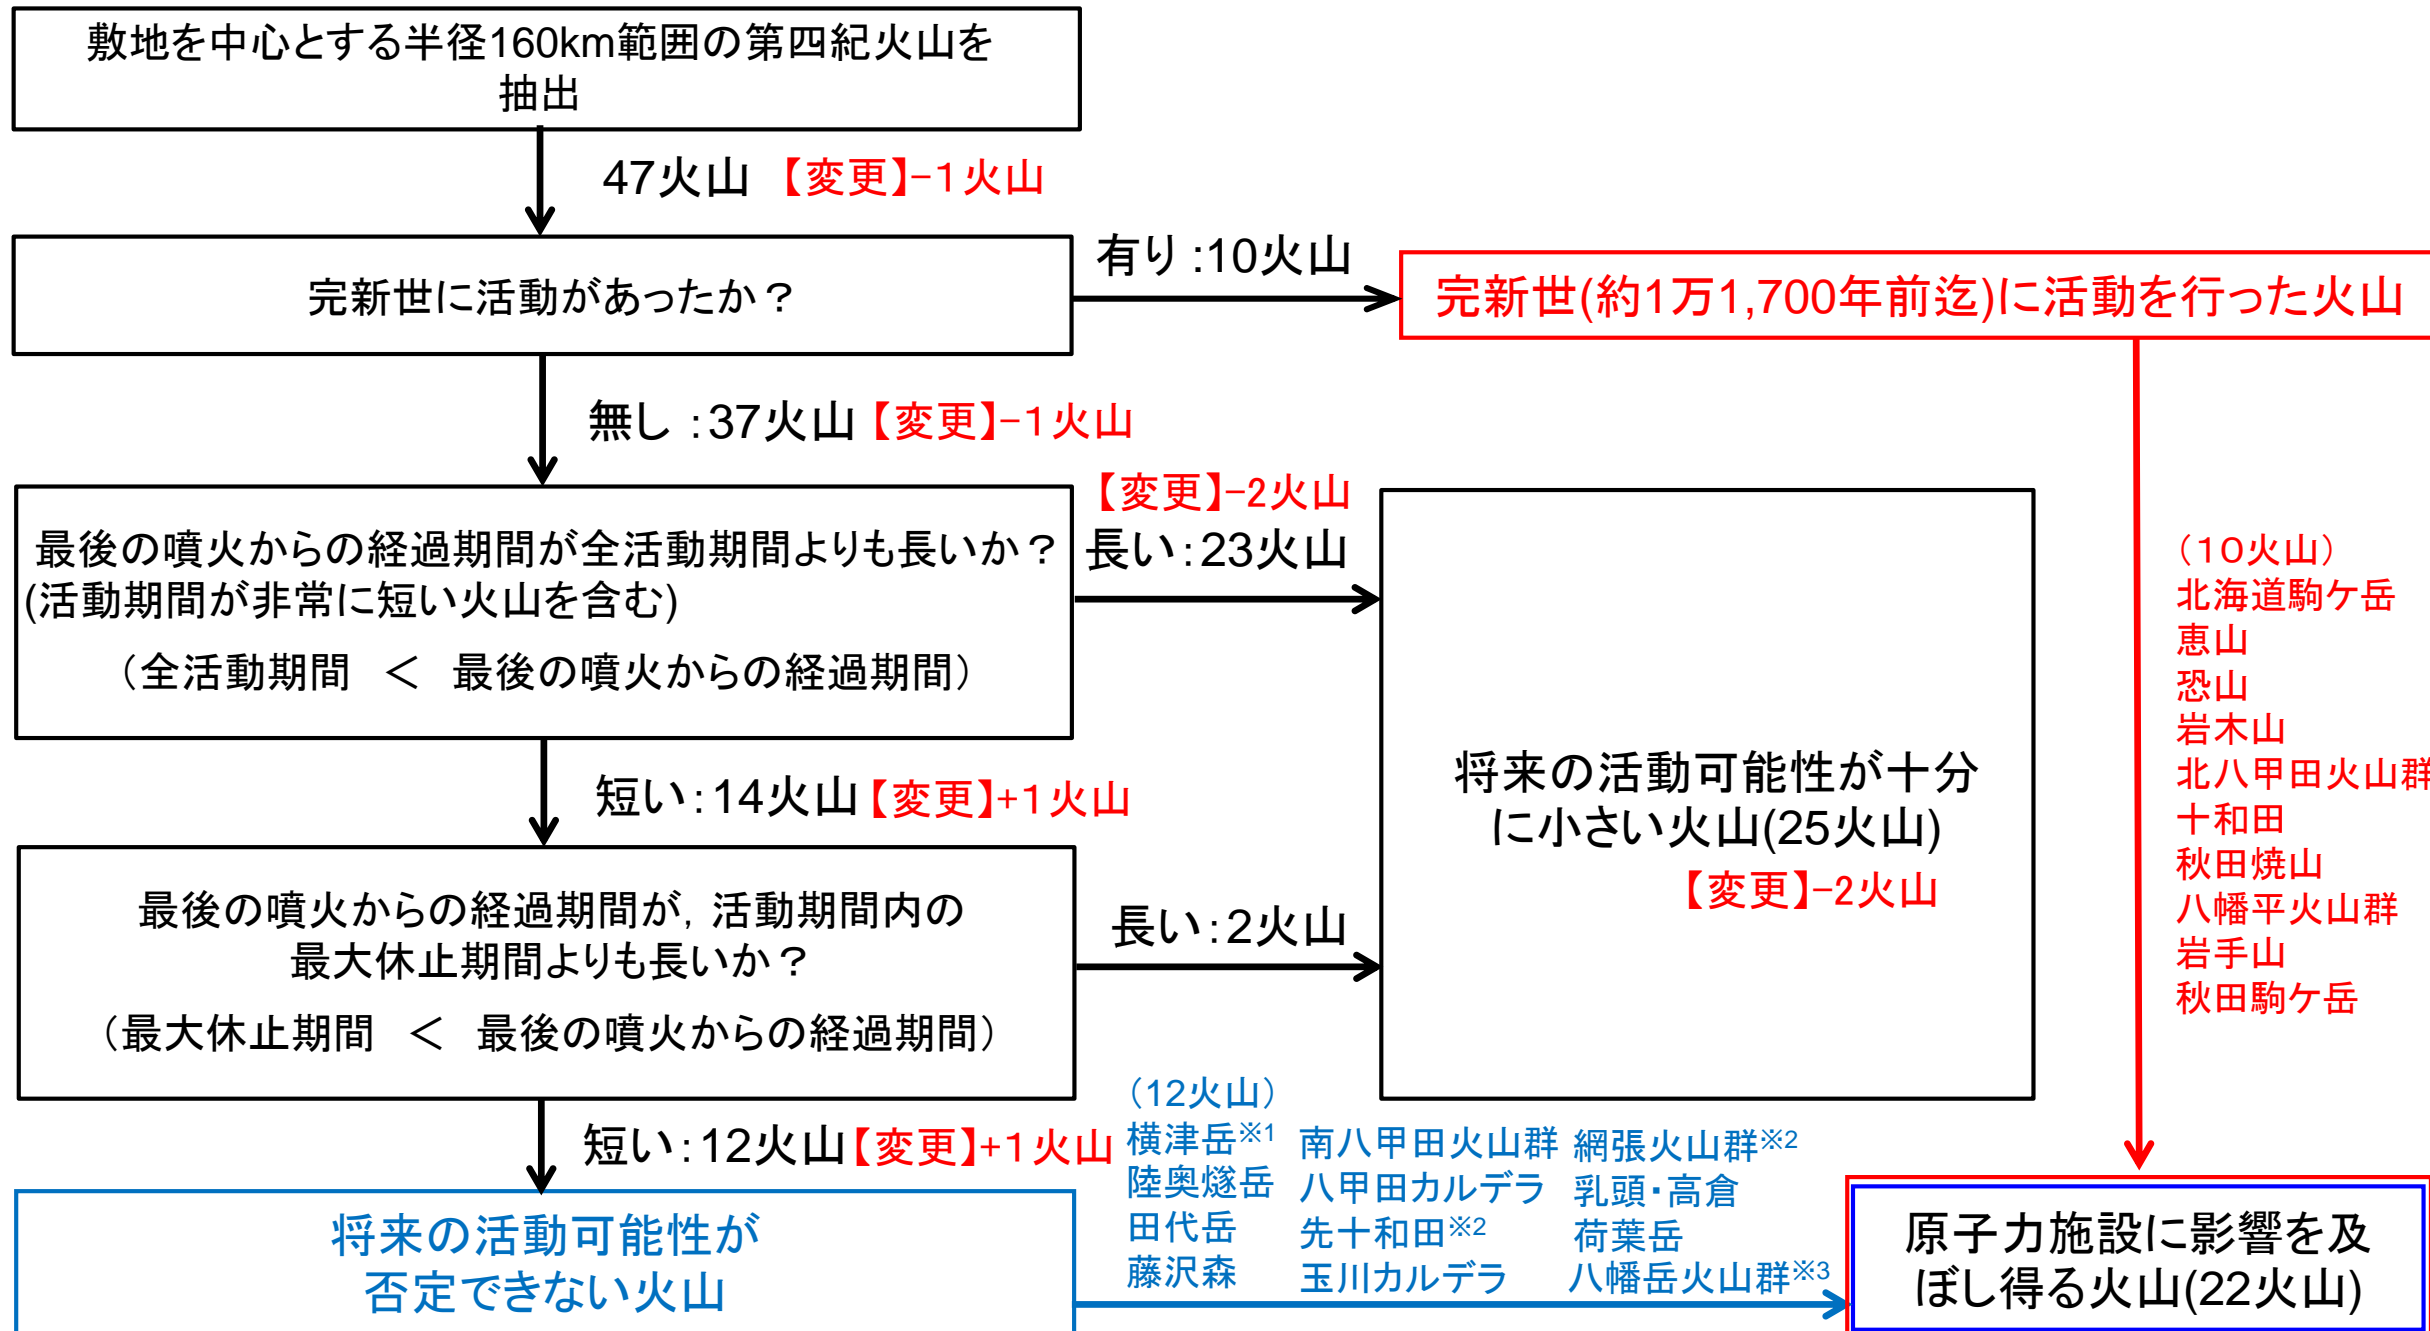 敷地を中心とする半径160km範囲の第四紀火山を
抽出
47火山 【変更】−1火山
完新世に活動があったか？
有り：10火山
完新世(約1万1,700年前迄)に活動を行った火山
無し：37火山【変更】−1火山
最後の噴火からの経過期間が全活動期間よりも長いか？
(活動期間が非常に短い火山を含む)
（全活動期間 ＜ 最後の噴火からの経過期間）
【変更】−2火山
長い：23火山
短い：14火山【変更】+1火山
最後の噴火からの経過期間が，活動期間内の
最大休止期間よりも長いか？
（最大休止期間 ＜ 最後の噴火からの経過期間）
長い：2火山
将来の活動可能性が十分
に小さい火山(25火山)
【変更】−2火山
（10火山）
北海道駒ケ岳
恵山
恐山
岩木山
北八甲田火山群
十和田
秋田焼山
八幡平火山群
岩手山
秋田駒ケ岳
短い：12火山【変更】+1火山
将来の活動可能性が
否定できない火山
（12火山）
横津岳※1 南八甲田火山群 網張火山群※2
陸奥燧岳 八甲田カルデラ 乳頭・高倉
田代岳 先十和田※2 荷葉岳
藤沢森 玉川カルデラ 八幡岳火山群※3
原子力施設に影響を及
ぼし得る火山(22火山)